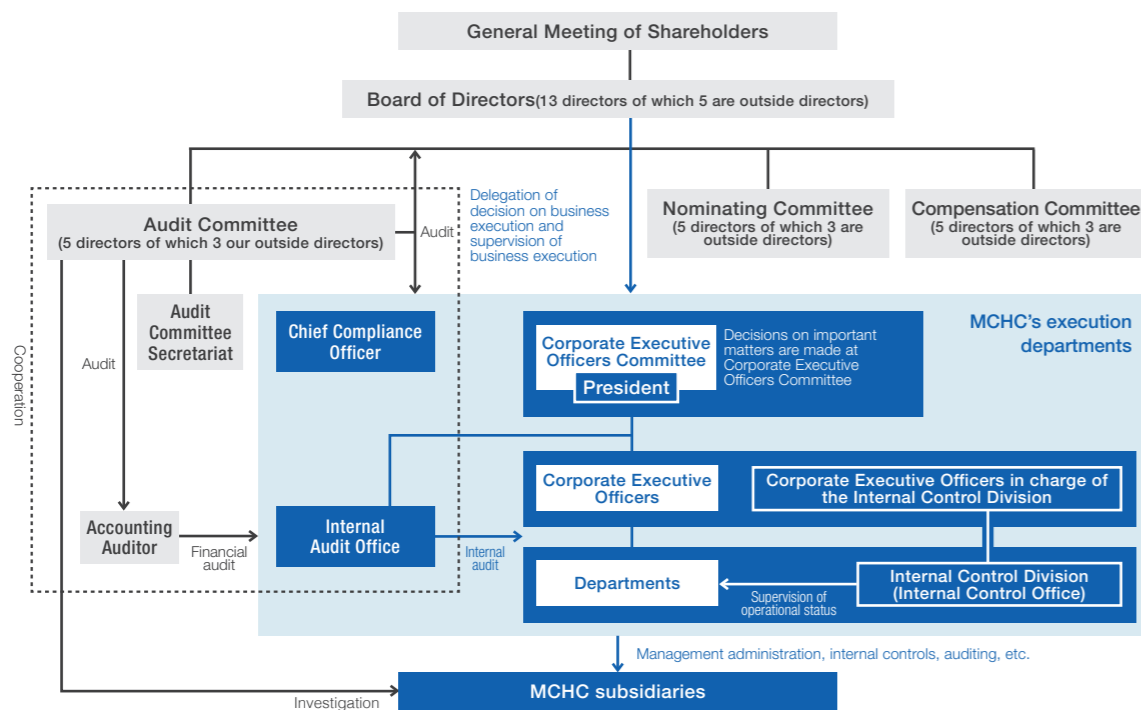 General Meeting of Shareholders
Board of Directors(13 directors of which 5 are outside directors)
Audit Committee
(5 directors of which 3 our outside directors)
Audit
Delegation of
decision on business
execution and
supervision of
business execution
Nominating Committee
(5 directors of which 3 are
outside directors)
Compensation Committee
(5 directors of which 3 are
outside directors)
Cooperation
Audit
Audit
Committee
Secretariat
Chief Compliance
Officer
Corporate Executive
Officers Committee
President
Decisions on important
matters are made at
Corporate Executive
Officers Committee
MCHC's execution
departments
Accounting
Auditor
Financial
audit
Internal
Audit Office
Internal
audit
Corporate Executive
Officers
Corporate Executive Officers in charge of
the Internal Control Division
Departments
Supervision of
operational status
Internal Control Division
(Internal Control Office)
Management administration, internal controls, auditing, etc.
Investigation
MCHC subsidiaries